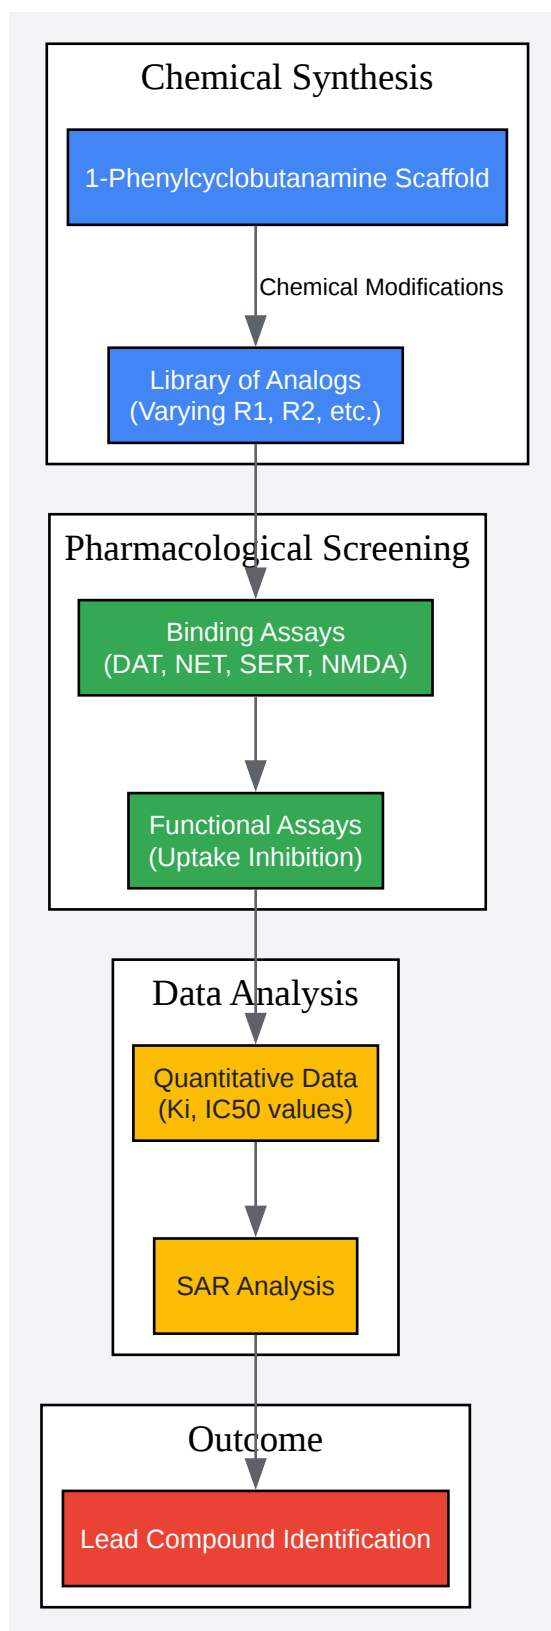 Chemical Synthesis
1-Phenylcyclobutanamine Scaffold
Chemical Modifications
Library of Analogs
(Varying R1, R2, etc.)
Pharmacological Screening
Binding Assays
(DAT, NET, SERT, NMDA)
Functional Assays
(Uptake Inhibition)
Data Analysis
Quantitative Data
(Ki, IC50 values)
SAR Analysis
Outcome
Lead Compound Identification